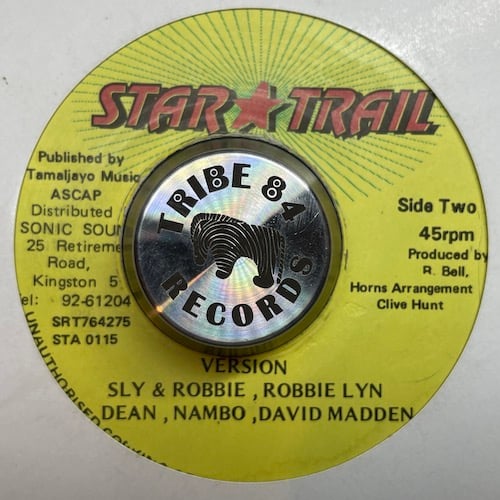 STAR TRAIL
Published by
Tamaljayo Music
ASCAP
Distributed
SONIC SOUN
25 Retireme
Road,
Kingston 5
el: 92-61204
SRT764275
STA 0115
UNAUTHORISED
TRIBE 84
RECORDS
Side Two
45rpm
Produced by
R. Bell,
Horns Arrangement
Clive Hunt
VERSION
SLY & ROBBIE , ROBBIE LYN
DEAN , NAMBO , DAVID MADDEN